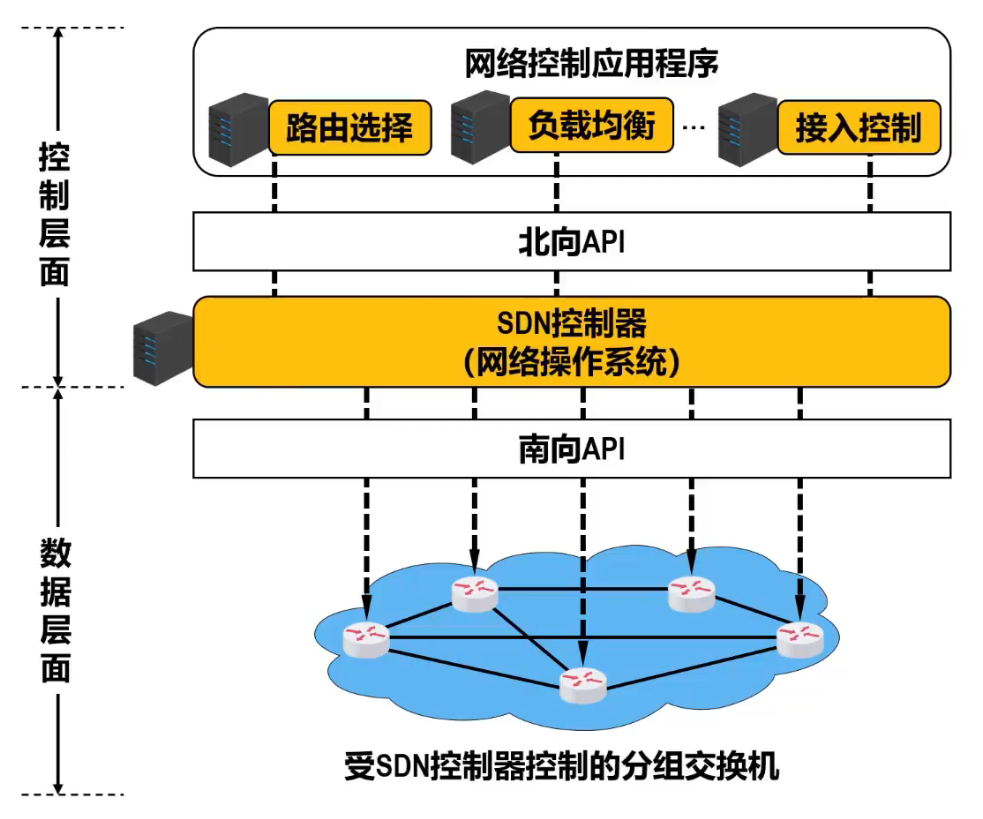 网络控制应用程序
路由选择
负载均衡
...
接入控制
控制层面
北向API
SDN控制器
(网络操作系统)
南向API
数据层面
受SDN控制器控制的分组交换机